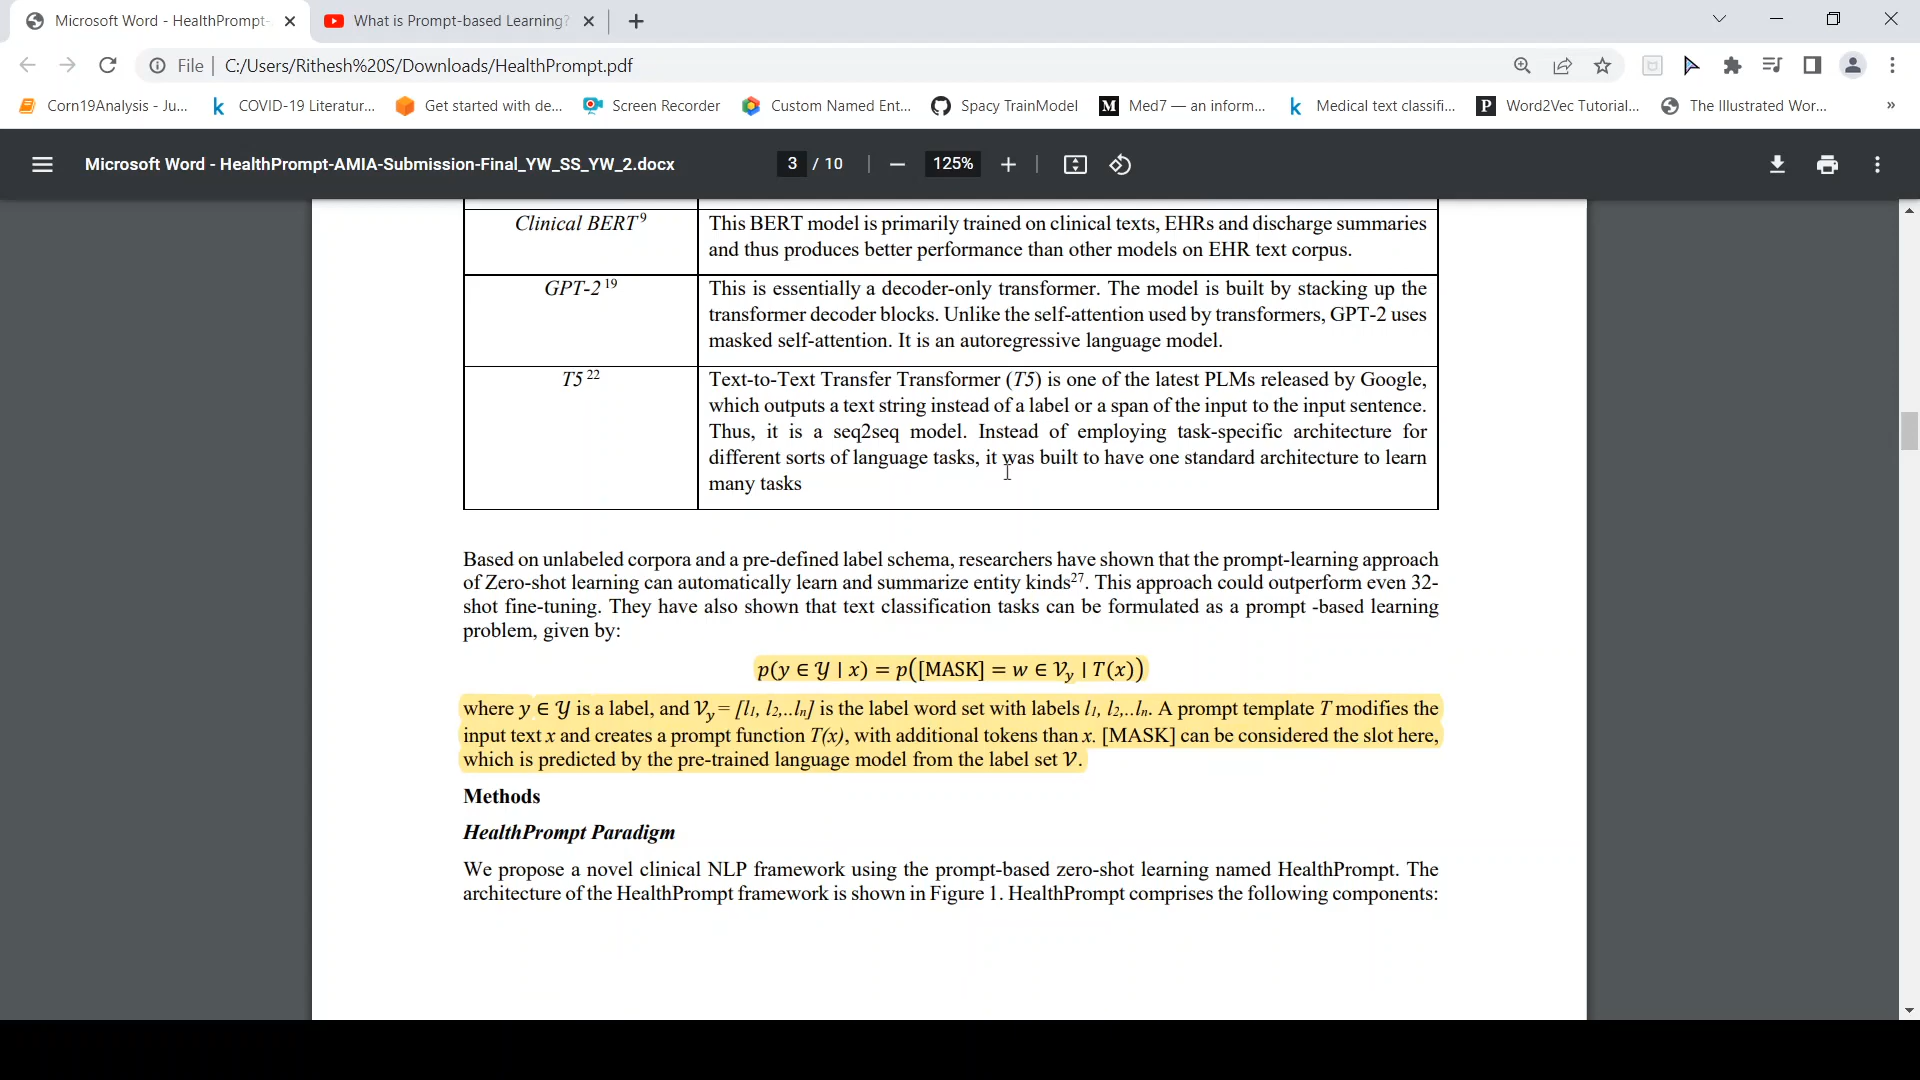 Microsoft Word - HealthPrompt-
What is Prompt-based Learning?
File | C:/Users/Rithesh%20S/Downloads/HealthPrompt.pdf
Corn19Analysis - Ju...
COVID-19 Literatur...
Get started with de...
Screen Recorder
Custom Named Ent...
Spacy TrainModel
M Med7 — an inform...
Medical text classifi...
P Word2Vec Tutorial...
The Illustrated Wor...
»
Microsoft Word - HealthPrompt-AMIA-Submission-Final_YW_SS_YW_2.docx
3 / 10
125%
Clinical BERT⁹
This BERT model is primarily trained on clinical texts, EHRs and discharge summaries
and thus produces better performance than other models on EHR text corpus.
GPT-2 ¹⁹
This is essentially a decoder-only transformer. The model is built by stacking up the
transformer decoder blocks. Unlike the self-attention used by transformers, GPT-2 uses
masked self-attention. It is an autoregressive language model.
T5 ²²
Text-to-Text Transfer Transformer (T5) is one of the latest PLMs released by Google,
which outputs a text string instead of a label or a span of the input to the input sentence.
Thus, it is a seq2seq model. Instead of employing task-specific architecture for
different sorts of language tasks, it was built to have one standard architecture to learn
many tasks
Based on unlabeled corpora and a pre-defined label schema, researchers have shown that the prompt-learning approach
of Zero-shot learning can automatically learn and summarize entity kinds²⁷. This approach could outperform even 32-
shot fine-tuning. They have also shown that text classification tasks can be formulated as a prompt -based learning
problem, given by:
p(y ∈ 𝒴 | x) = p([MASK] = w ∈ 𝒱y | T(x))
where y ∈ 𝒴 is a label, and 𝒱y = [l₁, l₂,..lₙ] is the label word set with labels l₁, l₂,..lₙ. A prompt template T modifies the
input text x and creates a prompt function T(x), with additional tokens than x. [MASK] can be considered the slot here,
which is predicted by the pre-trained language model from the label set 𝒱.
Methods
HealthPrompt Paradigm
We propose a novel clinical NLP framework using the prompt-based zero-shot learning named HealthPrompt. The
architecture of the HealthPrompt framework is shown in Figure 1. HealthPrompt comprises the following components: